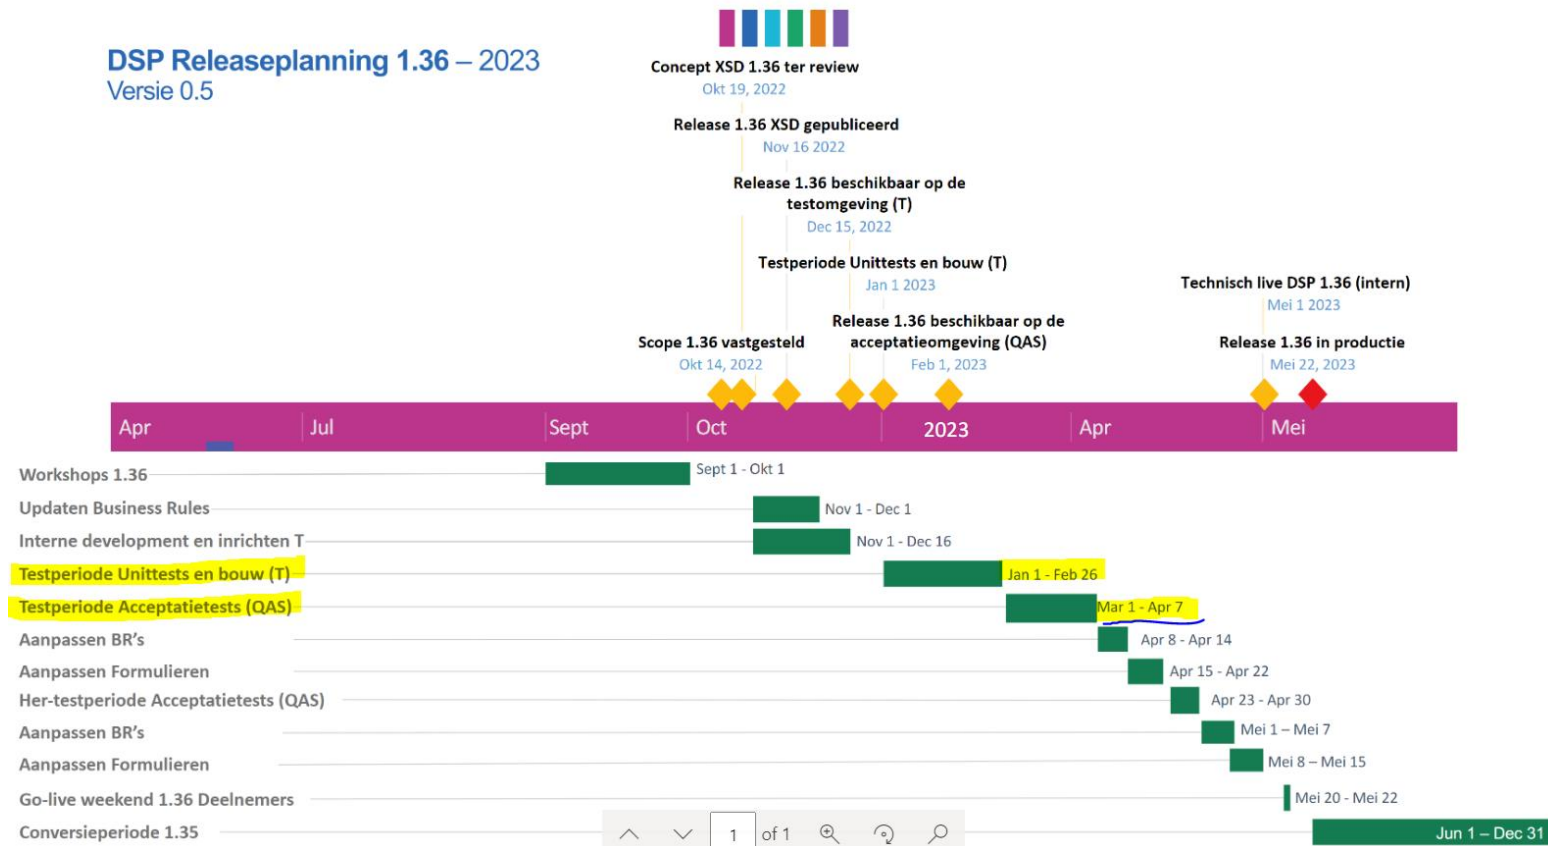 DSP Releaseplanning 1.36 – 2023
Versie 0.5
Concept XSD 1.36 ter review
Okt 19, 2022
Release 1.36 XSD gepubliceerd
Nov 16 2022
Release 1.36 beschikbaar op de
testomgeving (T)
Dec 15, 2022
Testperiode Unittests en bouw (T)
Jan 1 2023
Technisch live DSP 1.36 (intern)
Mei 1 2023
Release 1.36 beschikbaar op de
acceptatieomgeving (QAS)
Feb 1, 2023
Scope 1.36 vastgesteld
Okt 14, 2022
Release 1.36 in productie
Mei 22, 2023
Apr Jul Sept Oct 2023 Apr Mei
Workshops 1.36 Sept 1 - Okt 1
Updaten Business Rules Nov 1 - Dec 1
Interne development en inrichten T Nov 1 - Dec 16
Testperiode Unittests en bouw (T) Jan 1 - Feb 26
Testperiode Acceptatietests (QAS) Mar 1 - Apr 7
Aanpassen BR's Apr 8 - Apr 14
Aanpassen Formulieren Apr 15 - Apr 22
Her-testperiode Acceptatietests (QAS) Apr 23 - Apr 30
Aanpassen BR's Mei 1 – Mei 7
Aanpassen Formulieren Mei 8 – Mei 15
Go-live weekend 1.36 Deelnemers Mei 20 - Mei 22
Conversieperiode 1.35 Jun 1 – Dec 31
1 of 1